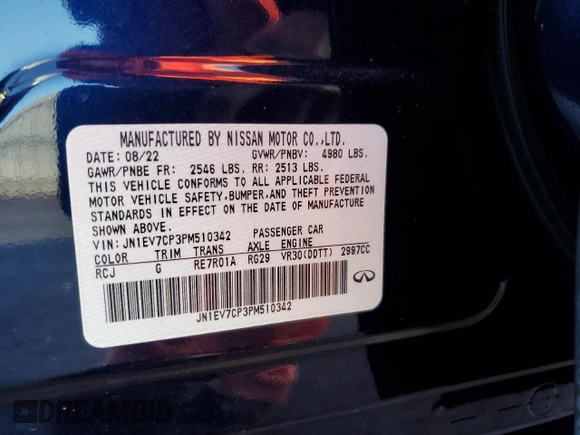 MANUFACTURED BY NISSAN MOTOR CO.,LTD.
DATE: 08/22 GVWR/PNBV: 4980 LBS.
GAWR/PNBE FR: 2546 LBS. RR: 2513 LBS.
THIS VEHICLE CONFORMS TO ALL APPLICABLE FEDERAL
MOTOR VEHICLE SAFETY,BUMPER,AND THEFT PREVENTION
STANDARDS IN EFFECT ON THE DATE OF MANUFACTURE
SHOWN ABOVE.
VIN: JN1EV7CP3PM510342 PASSENGER CAR
COLOR TRIM TRANS AXLE ENGINE
RCJ G RE7R01A RG29 VR30(DDTT) 2997CC
JN1EV7CP3PM510342
DREAMBID